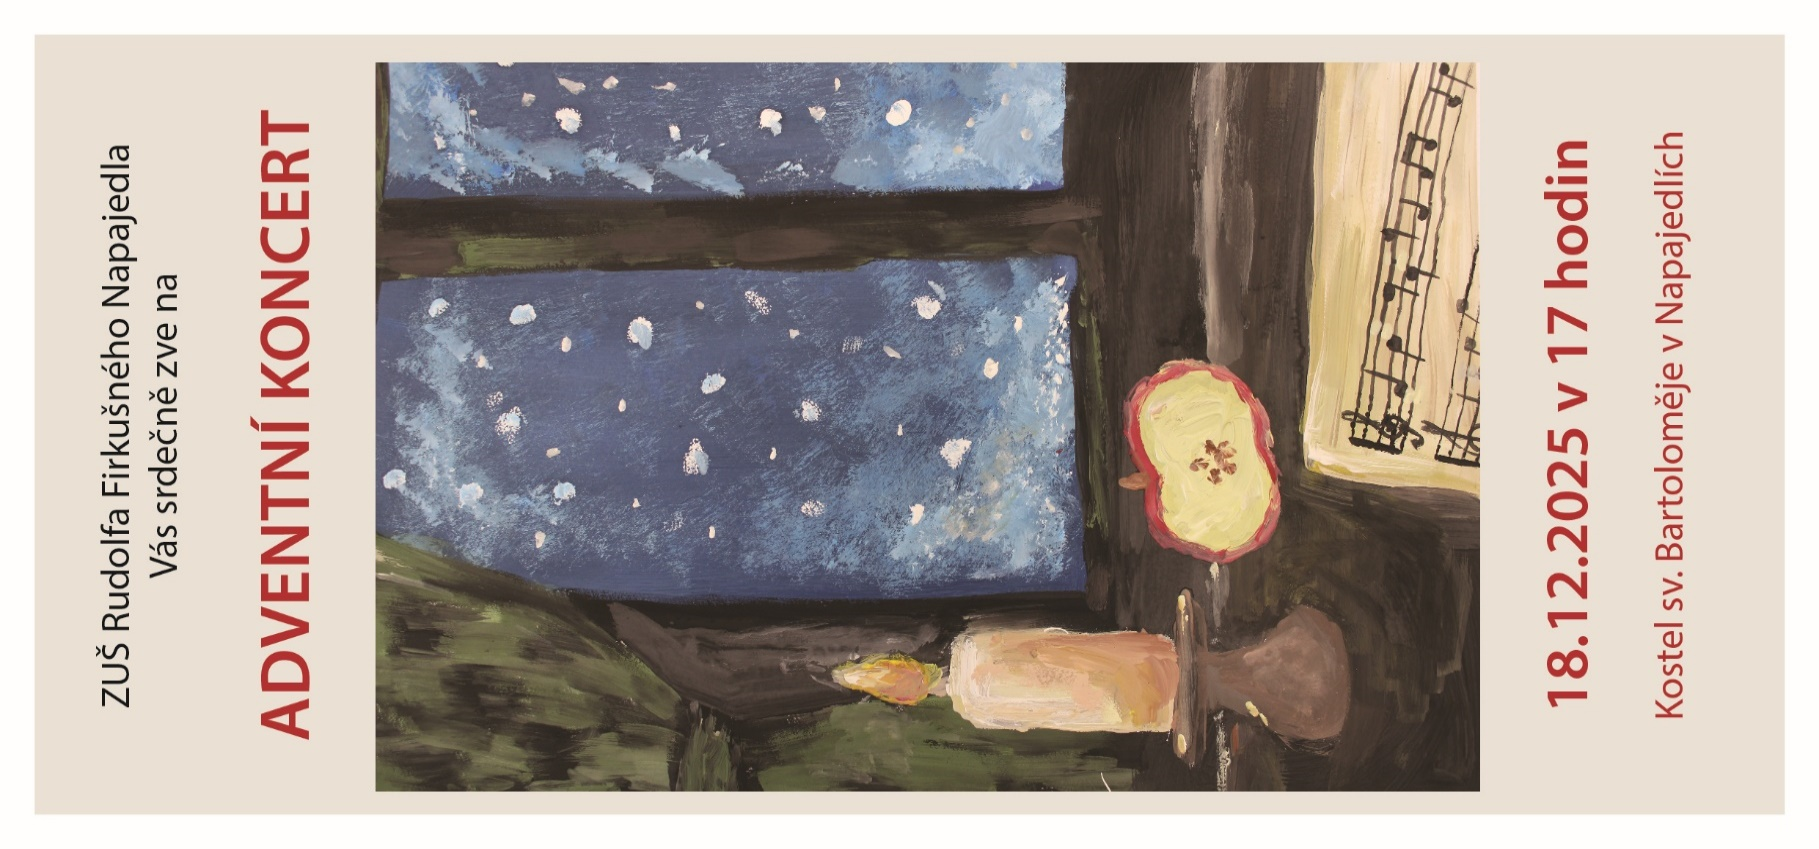 ZUŠ Rudolfa Firkušného Napajedla
Vás srdečně zve na
ADVENTNÍ KONCERT
18.12.2025 v 17 hodin
Kostel sv. Bartoloměje v Napajedlích